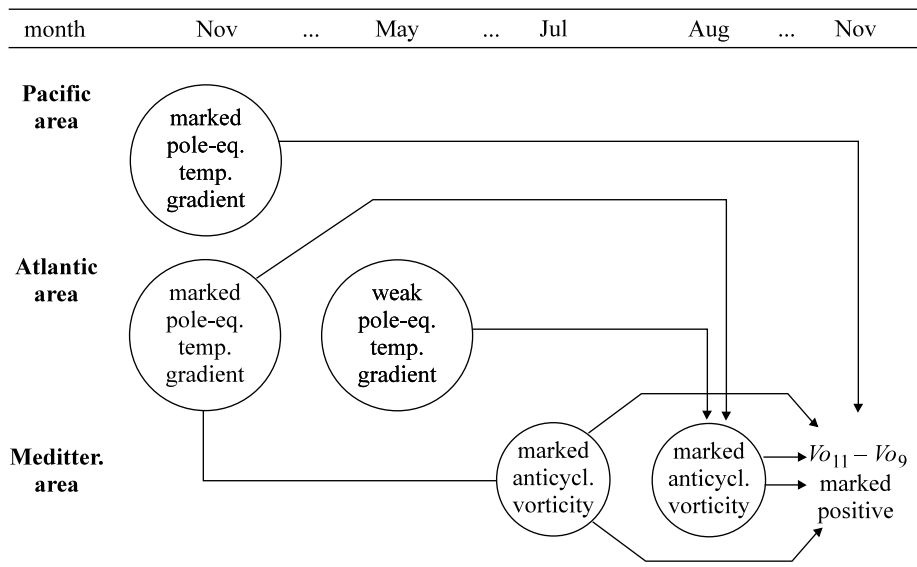 month Nov ... May ... Jul Aug ... Nov
Pacific
area
marked
pole-eq.
temp.
gradient
Atlantic
area
marked
pole-eq.
temp.
gradient
weak
pole-eq.
temp.
gradient
Meditter.
area
marked
anticycl.
vorticity
marked
anticycl.
vorticity
Vo₁₁ – Vo₉
marked
positive